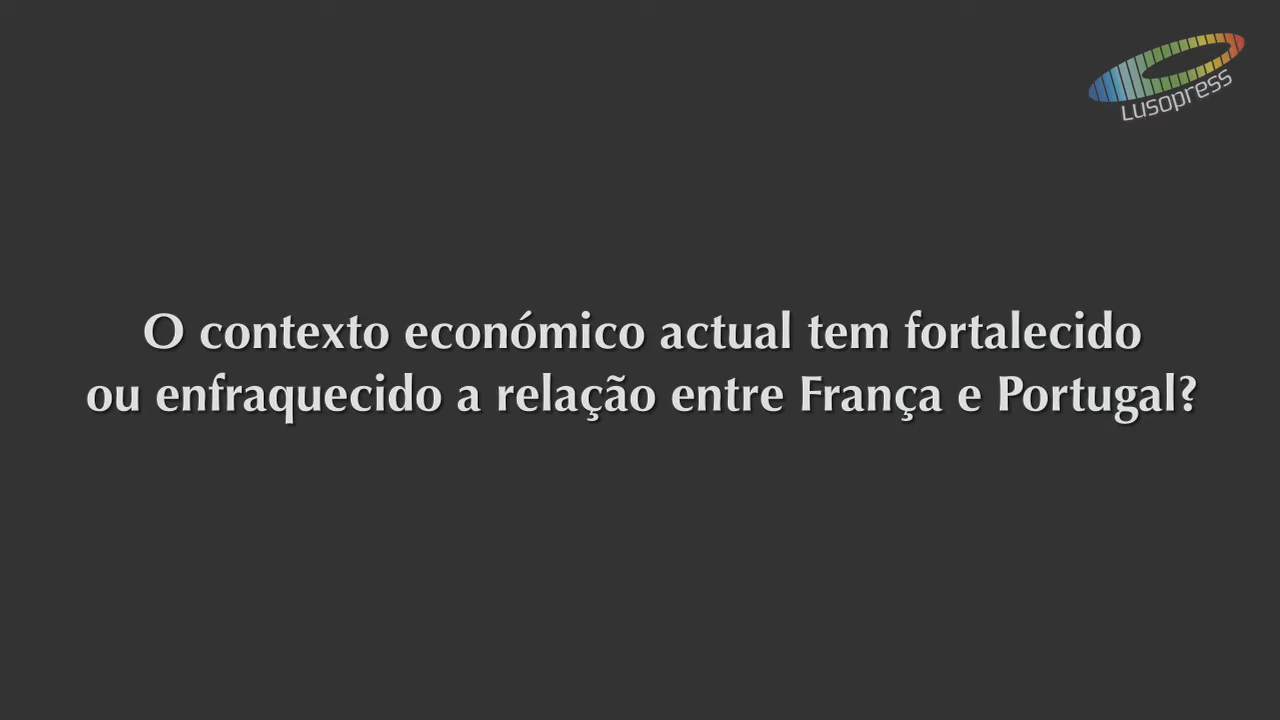 Lusopress
O contexto económico actual tem fortalecido
ou enfraquecido a relação entre França e Portugal?